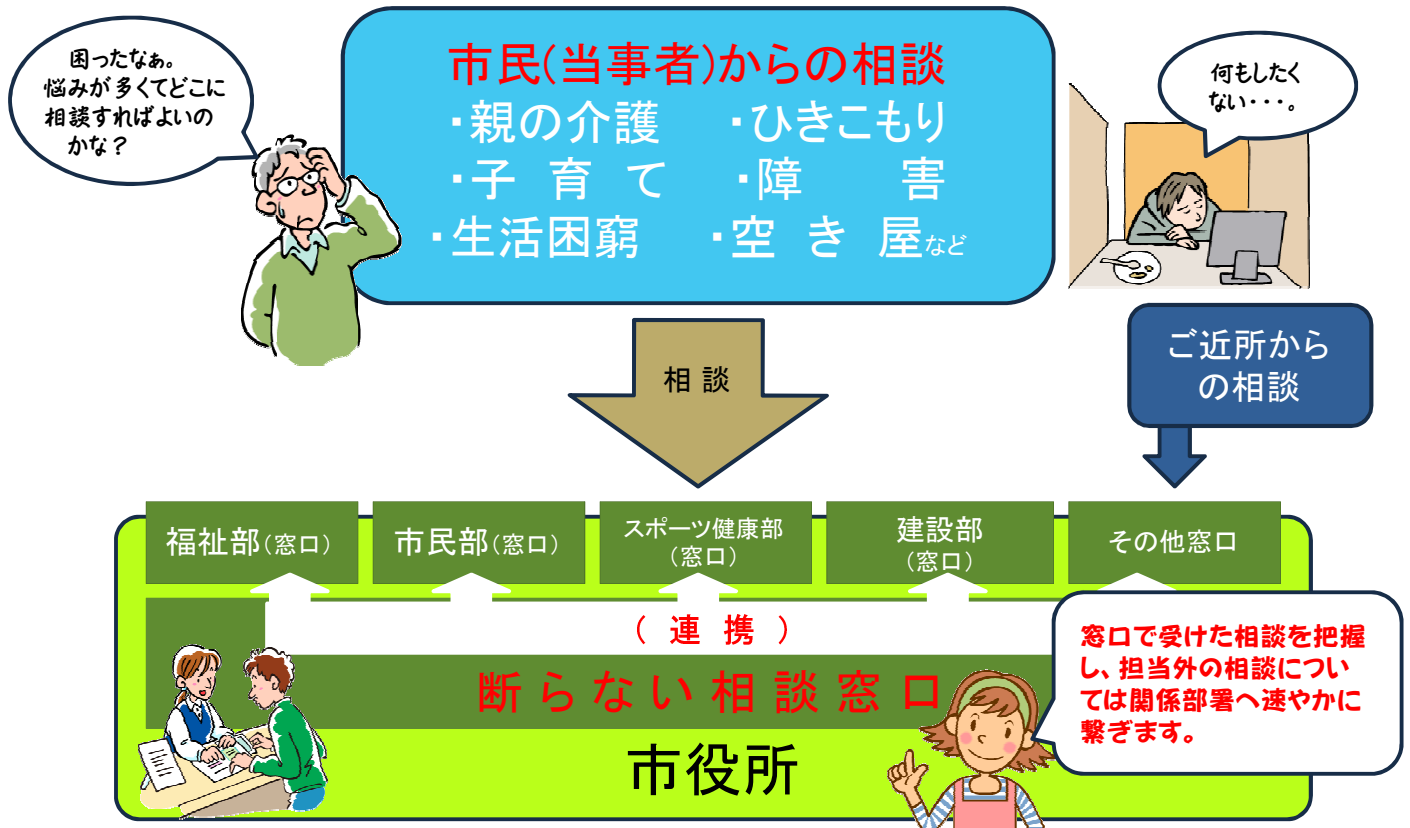 困ったなぁ。
悩みが多くてどこに
相談すればよいの
かな？
市民(当事者)からの相談
・親の介護　・ひきこもり
・子 育 て　・障　害
・生活困窮　・空 き 屋など
何もしたく
ない・・・。
相 談
ご近所から
の相談
福祉部(窓口)
市民部(窓口)
スポーツ健康部
(窓口)
建設部
(窓口)
その他窓口
( 連 携 )
断らない相談窓口
市役所
窓口で受けた相談を把握
し、担当外の相談につい
ては関係部署へ速やかに
繋ぎます。